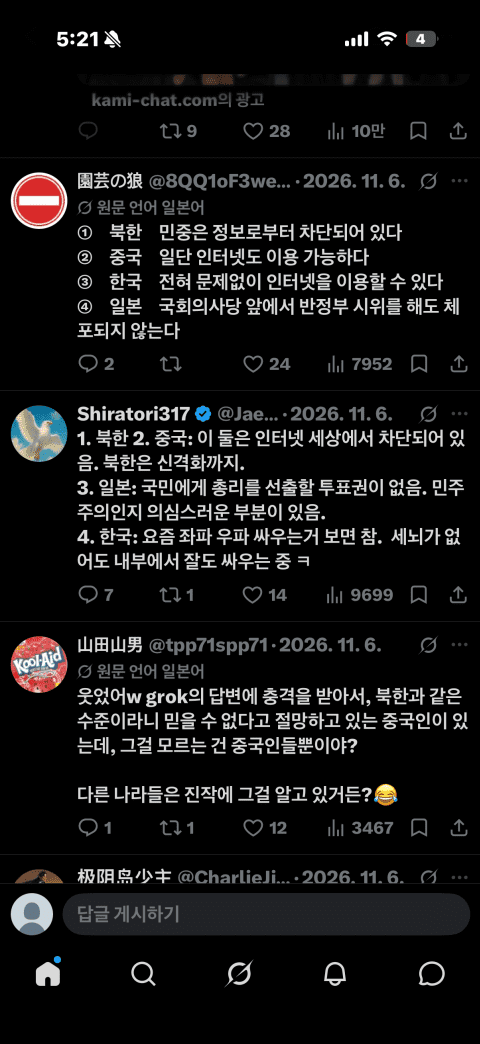 5:21
4
kami-chat.com의 광고
9 28 10만
園芸の狼 @8QQ1oF3we... · 2026. 11. 6.
원문 언어 일본어
① 북한 민중은 정보로부터 차단되어 있다
② 중국 일단 인터넷도 이용 가능하다
③ 한국 전혀 문제없이 인터넷을 이용할 수 있다
④ 일본 국회의사당 앞에서 반정부 시위를 해도 체
포되지 않는다
2 24 7952
Shiratori317 @Jae... · 2026. 11. 6.
1. 북한 2. 중국: 이 둘은 인터넷 세상에서 차단되어 있
음. 북한은 신격화까지.
3. 일본: 국민에게 총리를 선출할 투표권이 없음. 민주
주의인지 의심스러운 부분이 있음.
4. 한국: 요즘 좌파 우파 싸우는거 보면 참. 세뇌가 없
어도 내부에서 잘도 싸우는 중 ㅋ
7 1 14 9699
山田山男 @tpp71spp71 · 2026. 11. 6.
Kool-Aid
원문 언어 일본어
웃었어w grok의 답변에 충격을 받아서, 북한과 같은
수준이라니 믿을 수 없다고 절망하고 있는 중국인이 있
는데, 그걸 모르는 건 중국인들뿐이야?
다른 나라들은 진작에 그걸 알고 있거든?😂
1 1 12 3467
极阴岛少主 @CharlieJi... · 2026. 11. 6.
답글 게시하기